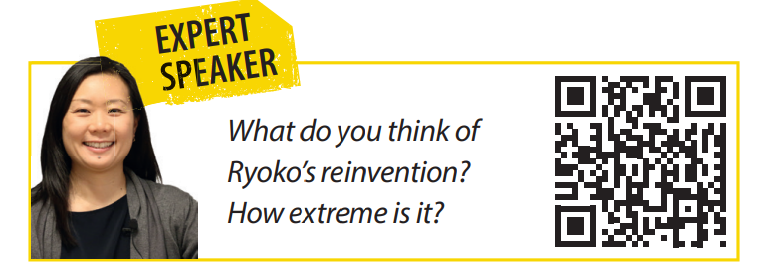 EXPERT
SPEAKER
What do you think of
Ryoko’s reinvention?
How extreme is it?